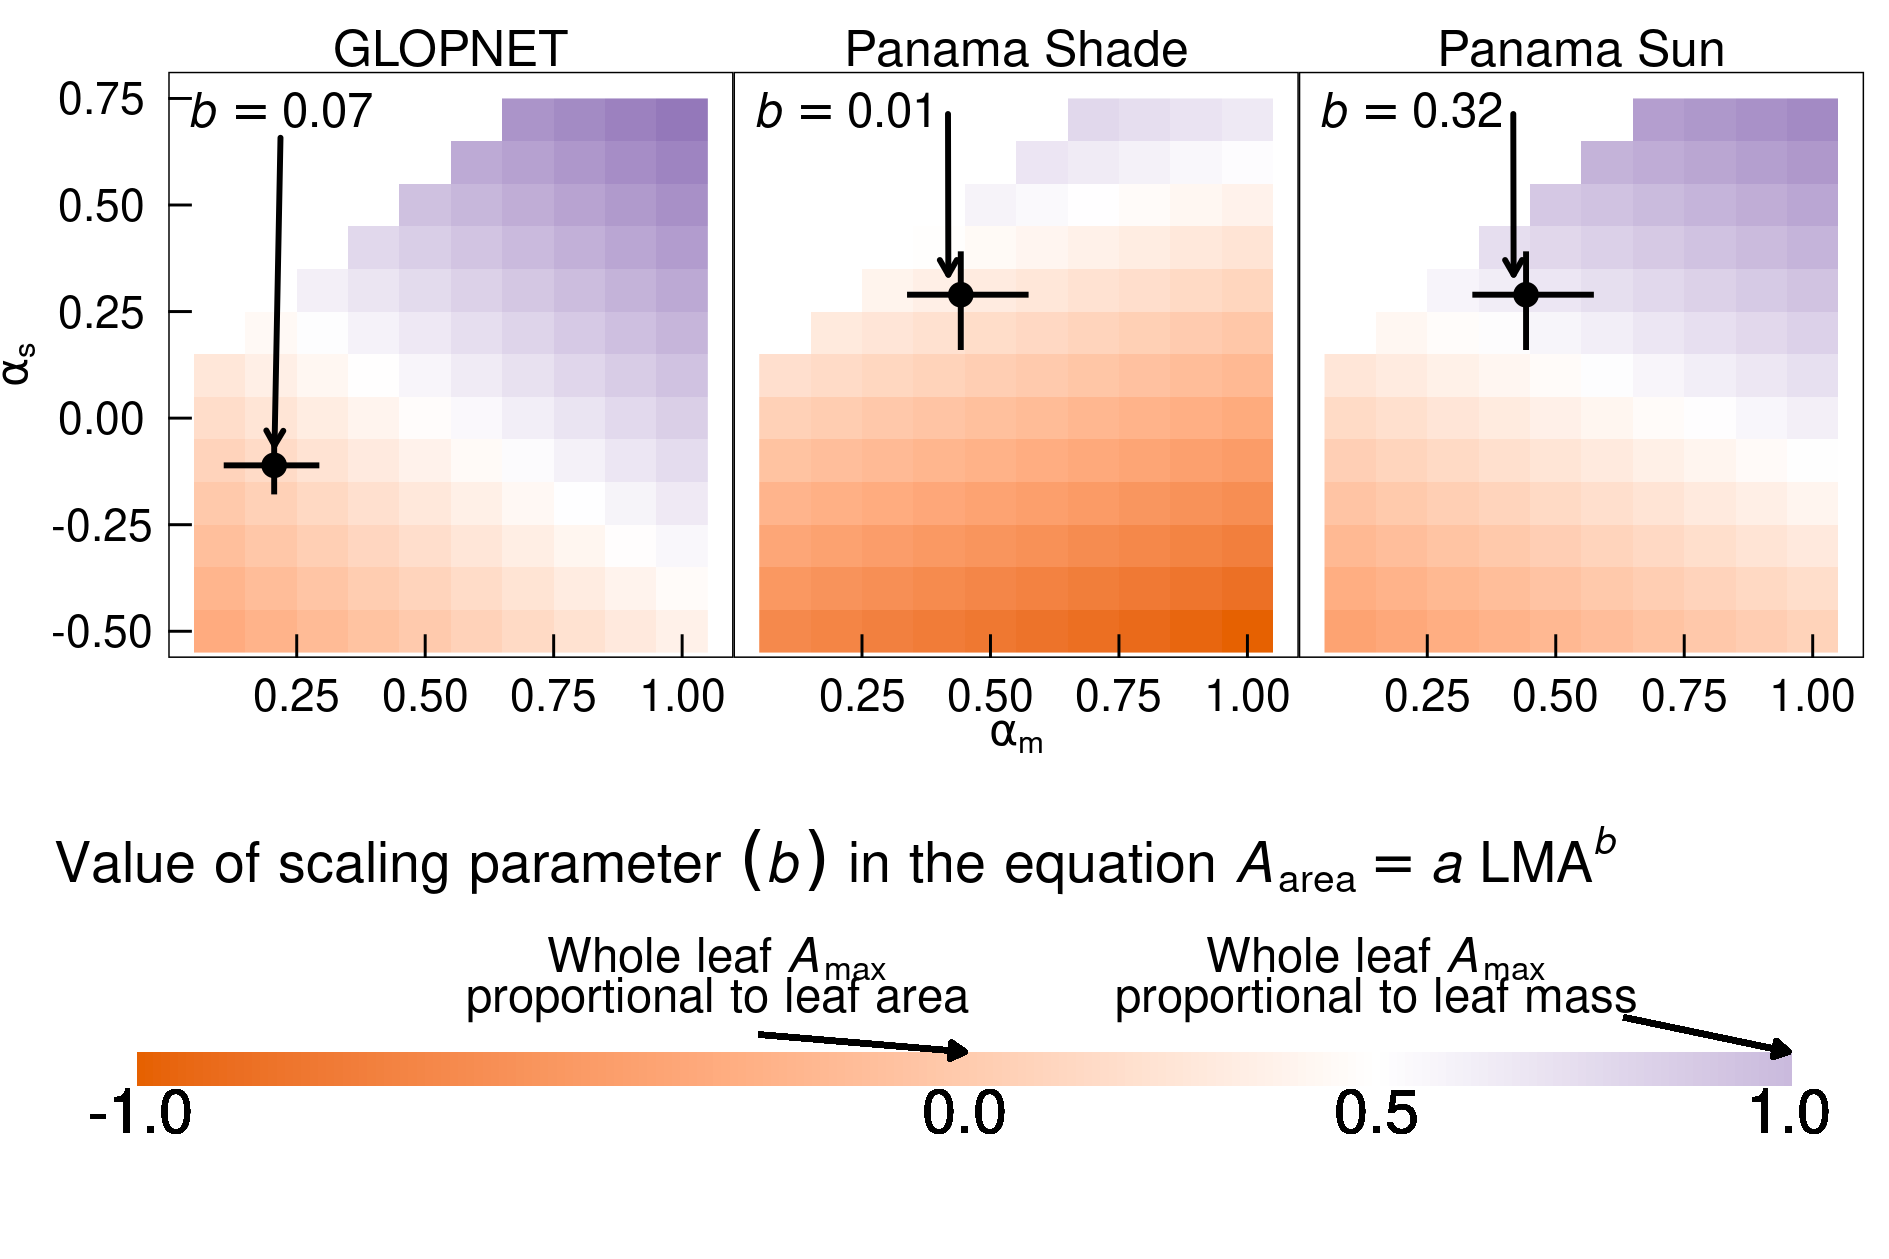 GLOPNET Panama Shade Panama Sun
b = 0.07 b = 0.01 b = 0.32
0.75
0.50
0.25
0.00
-0.25
-0.50
αs
0.25 0.50 0.75 1.00 0.25 0.50 0.75 1.00 0.25 0.50 0.75 1.00
αm
Value of scaling parameter (b) in the equation Aarea = a LMA^b
Whole leaf Amax
proportional to leaf area
Whole leaf Amax
proportional to leaf mass
-1.0 0.0 0.5 1.0